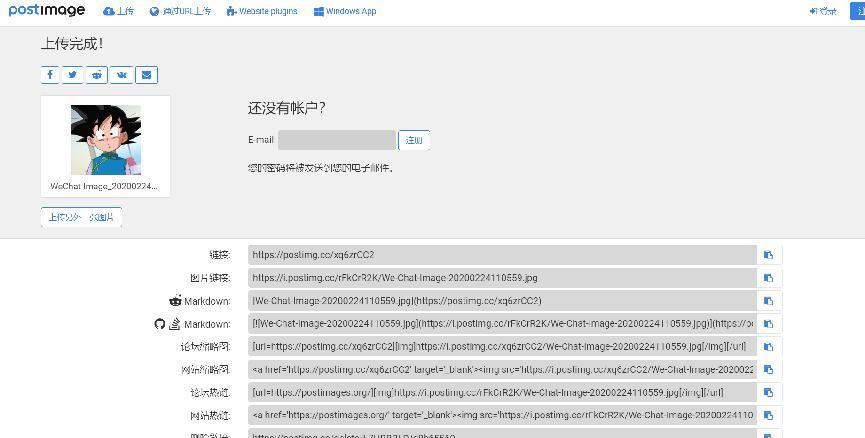 postimage 上传 通过URL上传 Website plugins Windows App 登录
上传完成!
还没有帐户?
E-mail: 注册
您的密码将被发送到您的电子邮件。
WeChat Image_20200224...
上传另外一张图片
链接: https://postimg.cc/xq6zrCC2
图片链接: https://i.postimg.cc/rFkCrR2K/We-Chat-Image-20200224110559.jpg
Markdown: [We-Chat-Image-20200224110559.jpg](https://postimg.cc/xq6zrCC2)
Markdown: [![We-Chat-Image-20200224110559.jpg](https://i.postimg.cc/rFkCrR2K/We-Chat-Image-20200224110559.jpg)](https://po
论坛缩略图: [url=https://postimg.cc/xq6zrCC2][img]https://i.postimg.cc/xq6zrCC2/We-Chat-Image-20200224110559.jpg[/img][/url]
网站缩略图: <a href='https://postimg.cc/xq6zrCC2' target='_blank'><img src='https://i.postimg.cc/xq6zrCC2/We-Chat-Image-2022
论坛热链: [url=https://postimages.org/][img]https://i.postimg.cc/rFkCrR2K/We-Chat-Image-20200224110559.jpg[/img][/url]
网站热链: <a href='https://postimages.org/' target='_blank'><img src='https://i.postimg.cc/rFkCrR2K/We-Chat-Image-20200224110